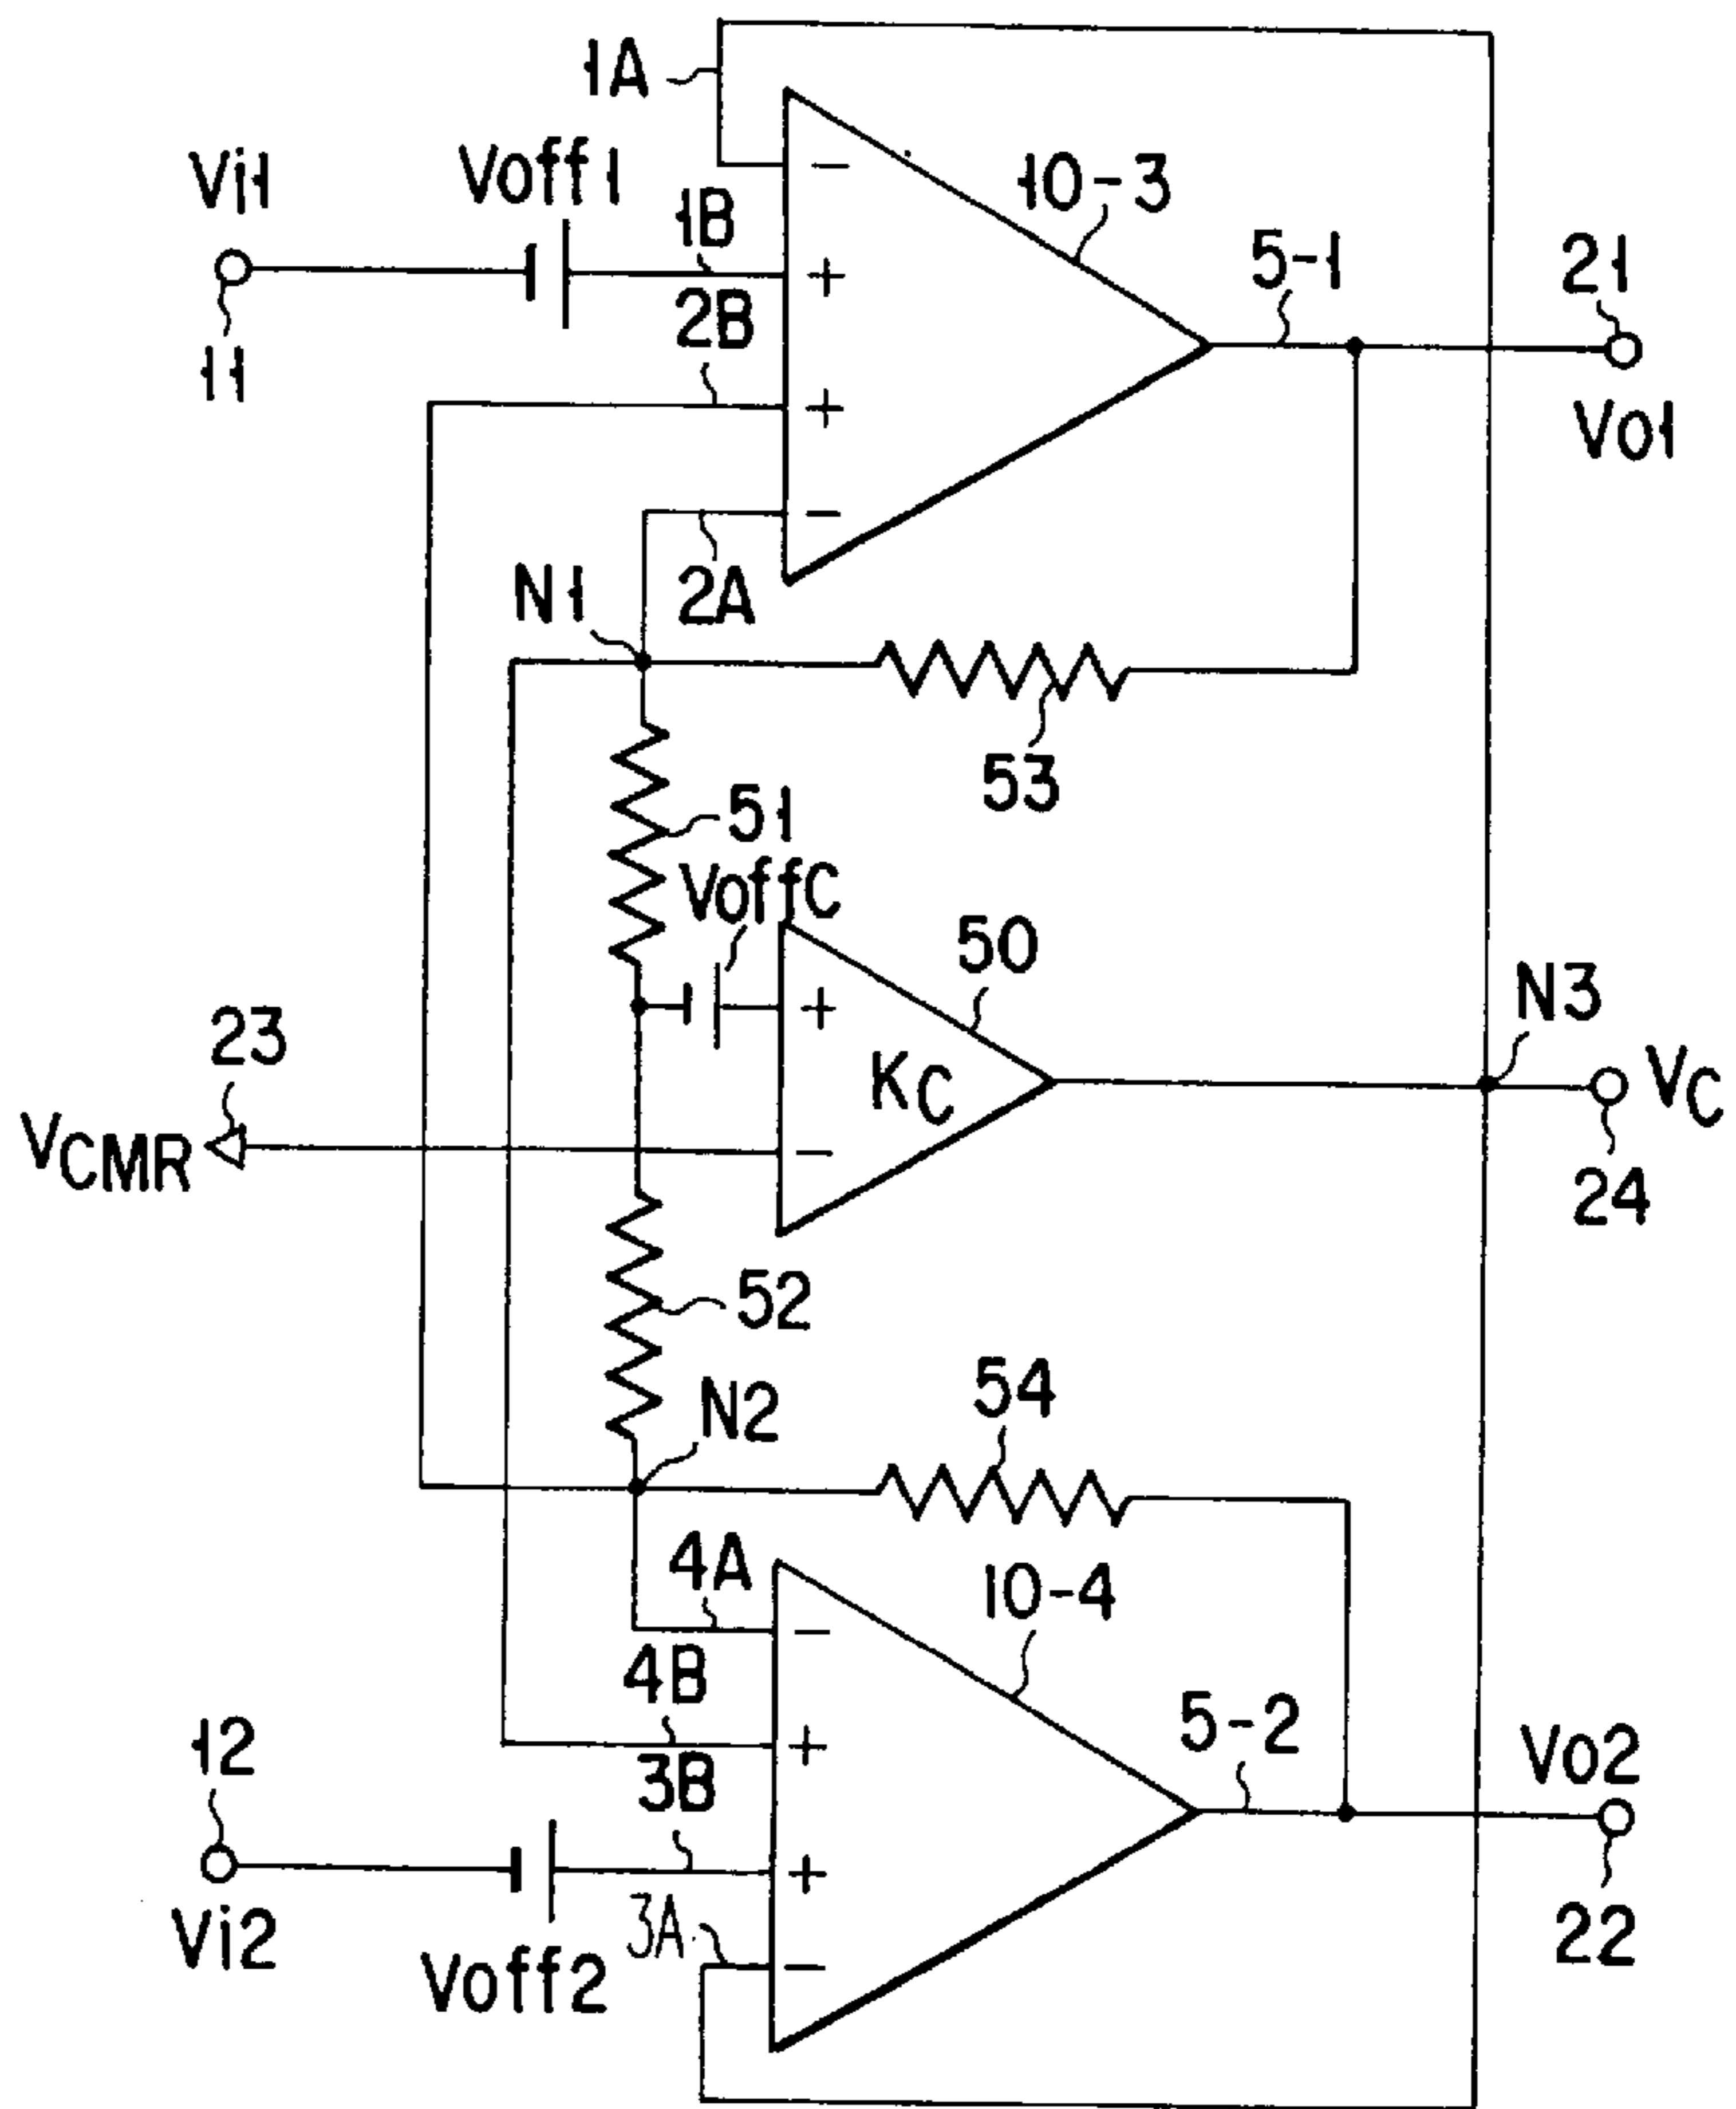 1A
Vi1
Voff1
10-3
1B
5-1
21
2B
11
Vo1
-
+
+
-
N1
2A
53
51
VoffC
50
N3
23
+
KC
VC
VCMR
-
24
52
N2
54
4A
10-4
-
4B
5-2
12
+
Vo2
3B
+
3A
Vi2
22
Voff2
-